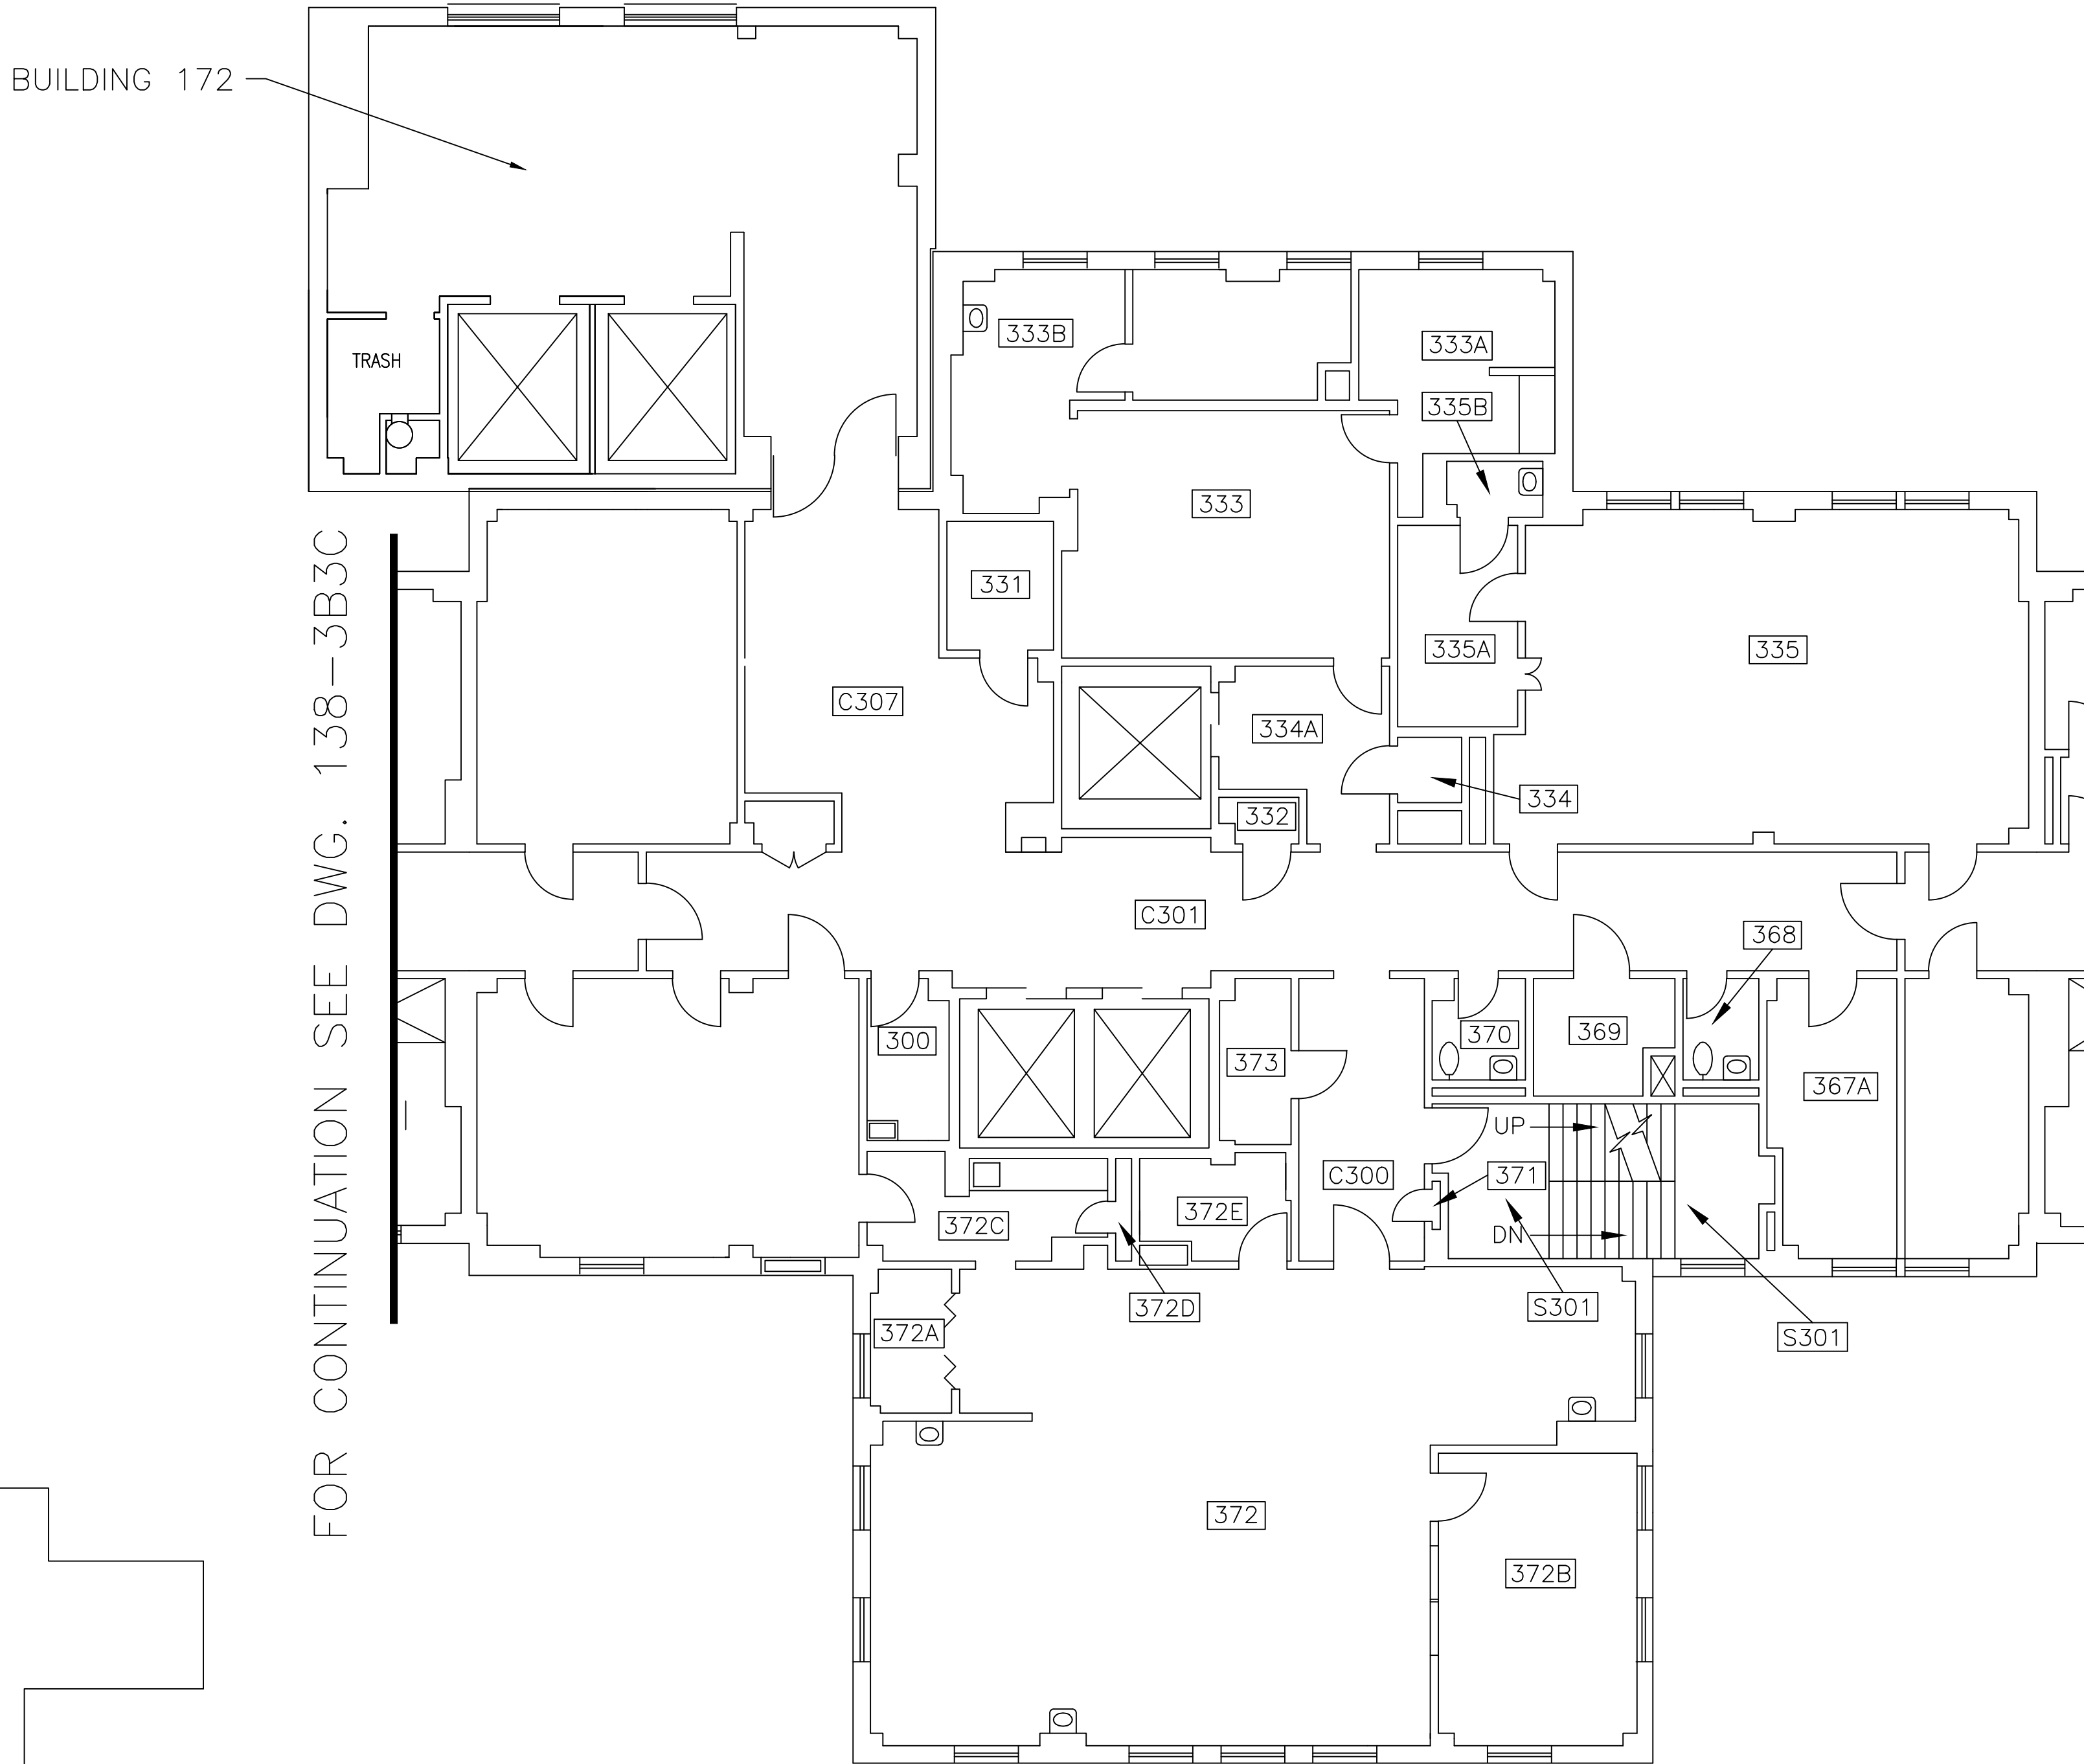 BUILDING 172
TRASH
333B
333A
335B
333
331
335A
335
C307
334A
334
332
C301
368
300
373
370
369
367A
UP
C300
371
372C
372E
DN
372D
S301
S301
372A
372
372B
FOR CONTINUATION SEE DWG. 138-3B3C